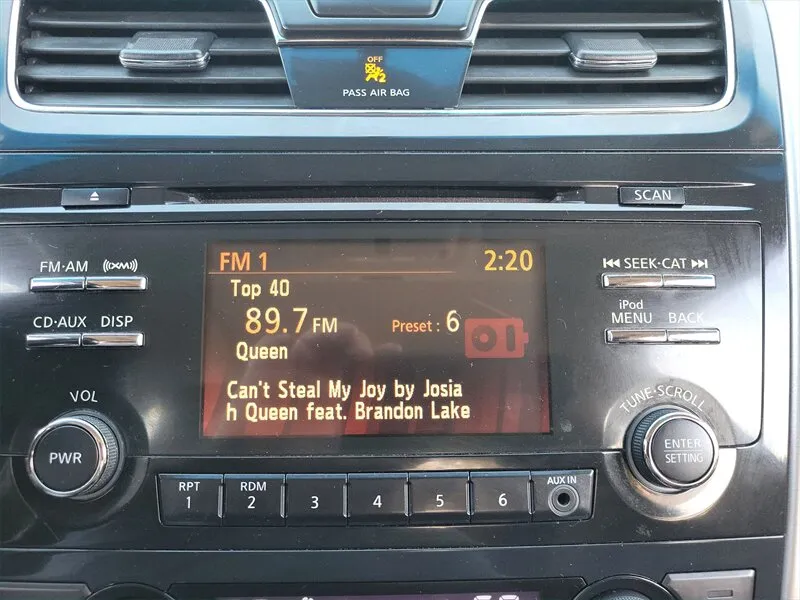 OFF
PASS AIR BAG
SCAN
FM·AM
XM
SEEK·CAT
CD·AUX DISP
iPod
MENU BACK
FM 1 2:20
Top 40
89.7 FM Preset : 6
Queen
Can't Steal My Joy by Josia
h Queen feat. Brandon Lake
VOL
PWR
TUNE·SCROLL
ENTER
SETTING
RPT
1
RDM
2
3
4
5
6
AUX IN